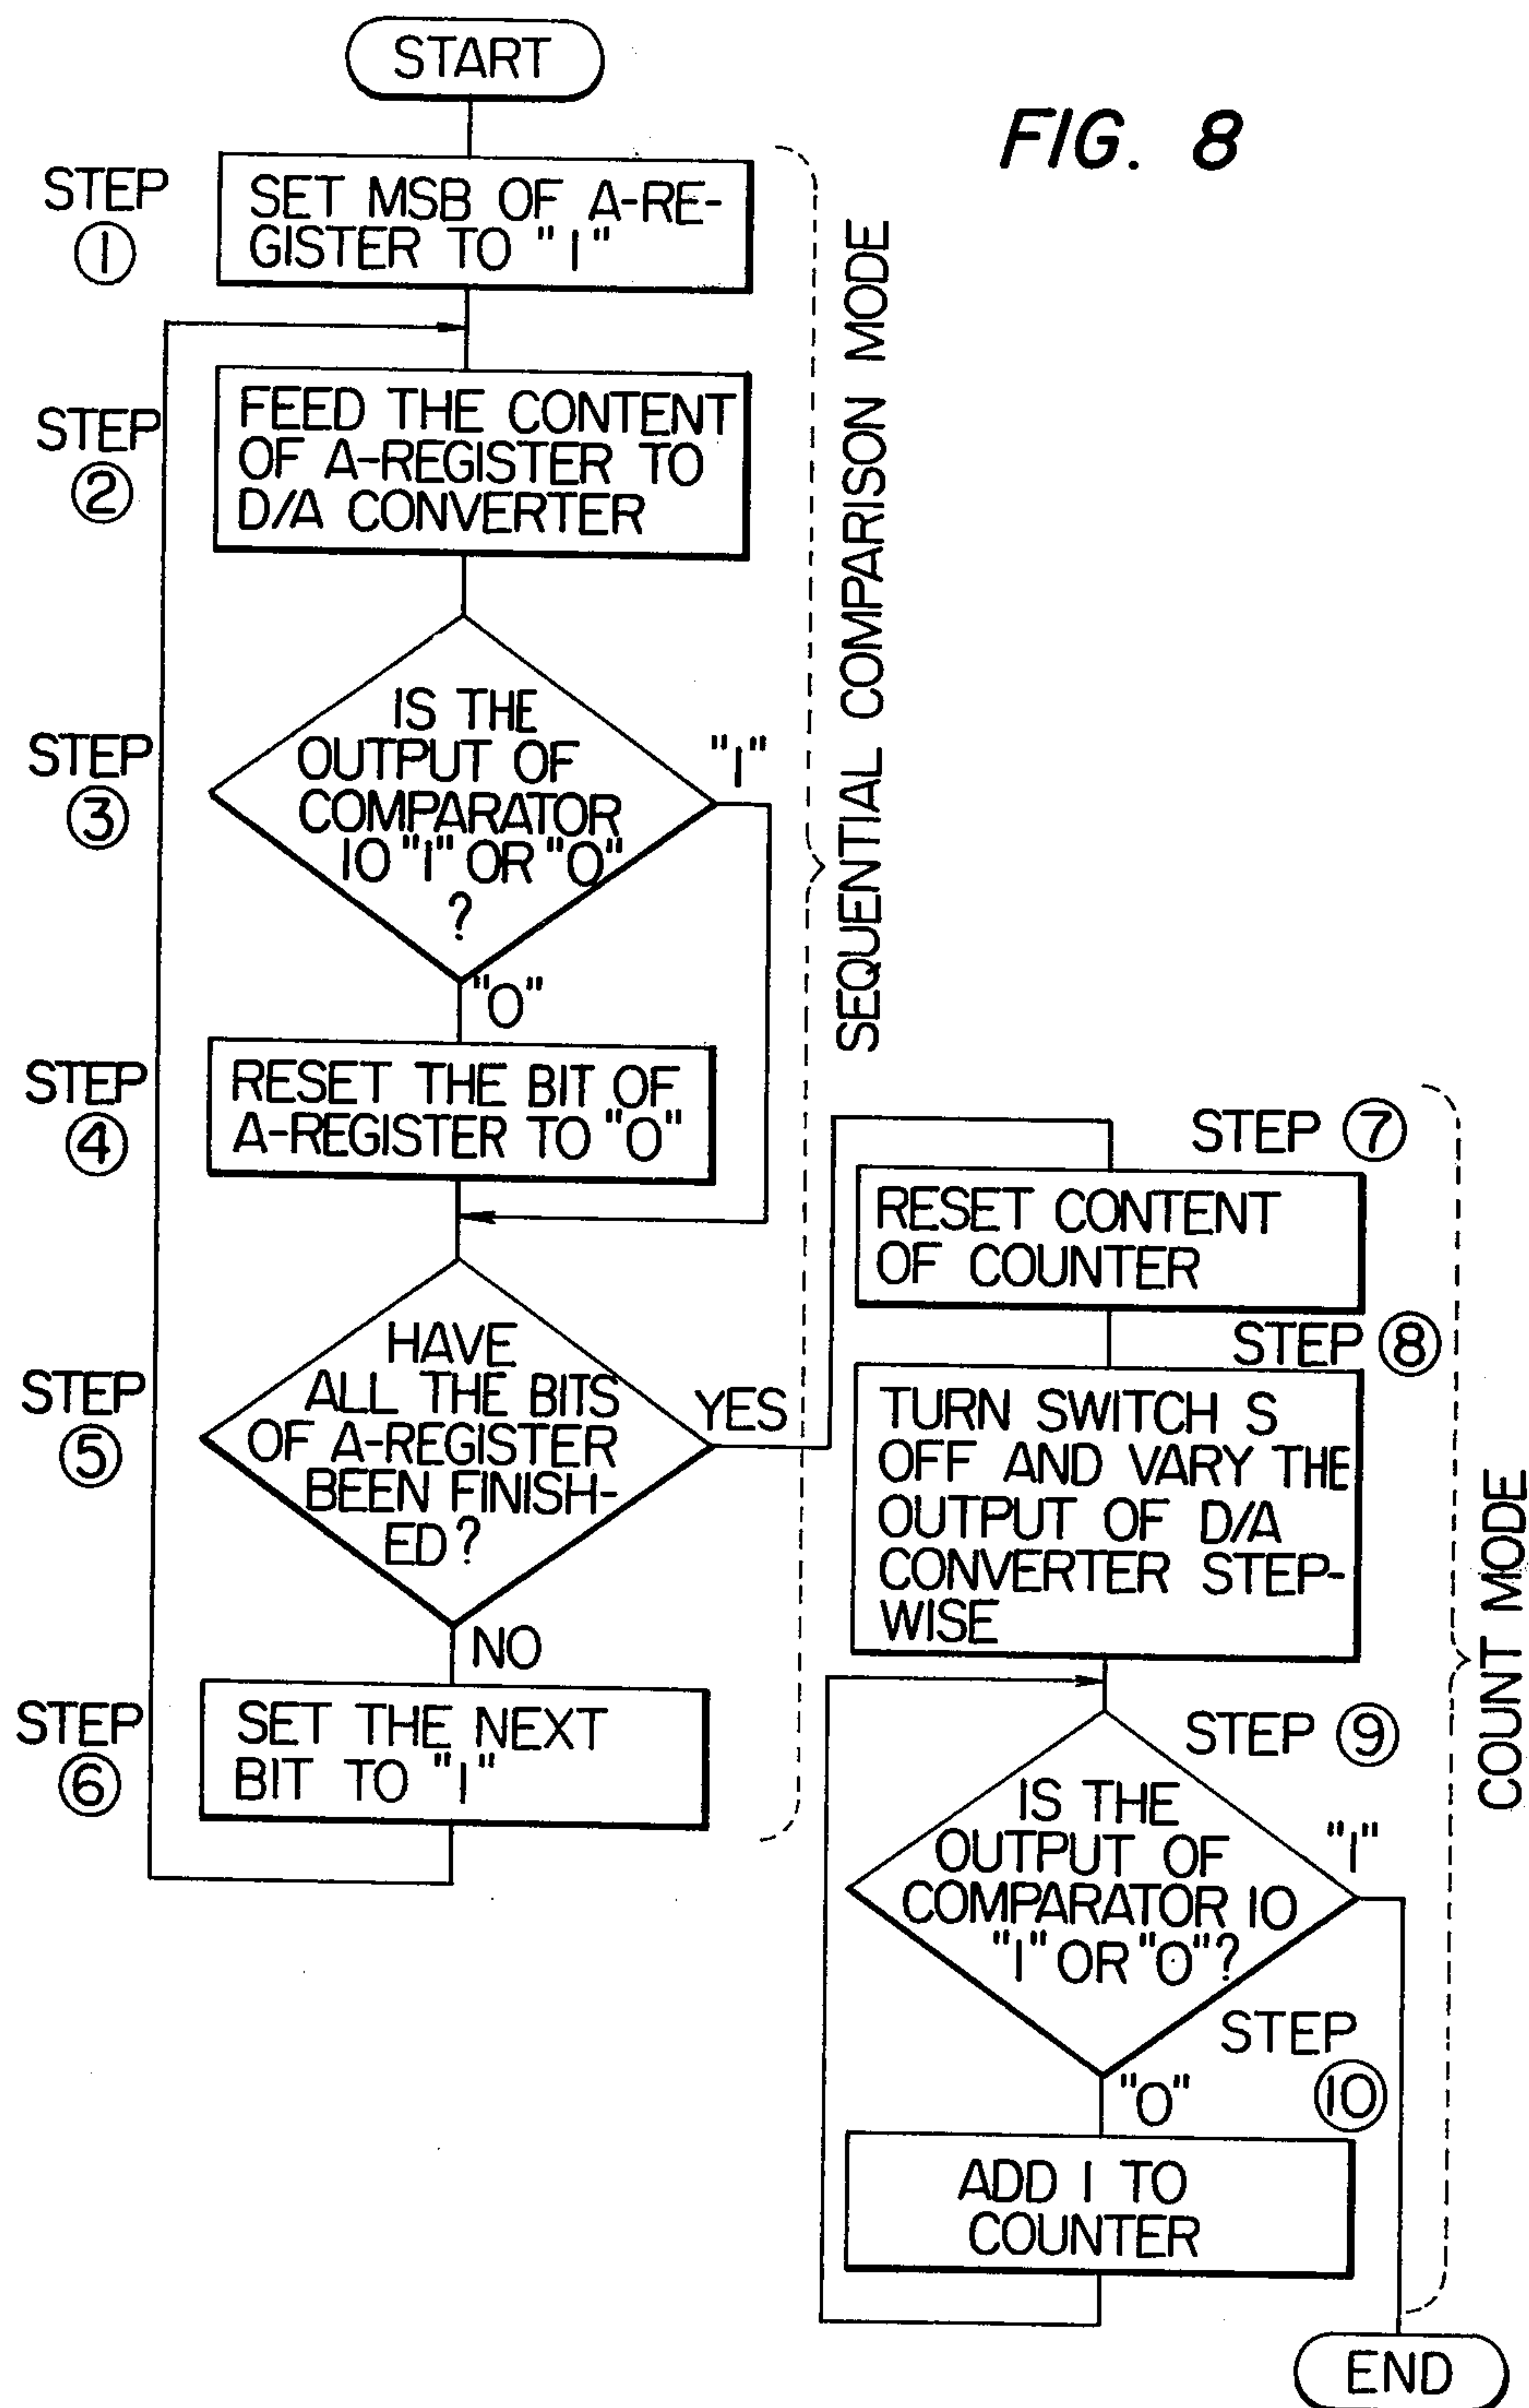 START
FIG. 8
STEP
①
SET MSB OF A-RE-
GISTER TO "1"
STEP
②
FEED THE CONTENT
OF A-REGISTER TO
D/A CONVERTER
STEP
③
IS THE
OUTPUT OF
COMPARATOR
10 "1" OR "0"
?
"1"
"0"
STEP
④
RESET THE BIT OF
A-REGISTER TO "0"
STEP
⑤
HAVE
ALL THE BITS
OF A-REGISTER
BEEN FINISH-
ED?
YES
NO
STEP
⑥
SET THE NEXT
BIT TO "1"
SEQUENTIAL COMPARISON MODE
STEP ⑦
RESET CONTENT
OF COUNTER
STEP ⑧
TURN SWITCH S
OFF AND VARY THE
OUTPUT OF D/A
CONVERTER STEP-
WISE
STEP ⑨
IS THE
OUTPUT OF
COMPARATOR 10
"1" OR "0"?
"1"
"0"
STEP
⑩
ADD 1 TO
COUNTER
COUNT MODE
END